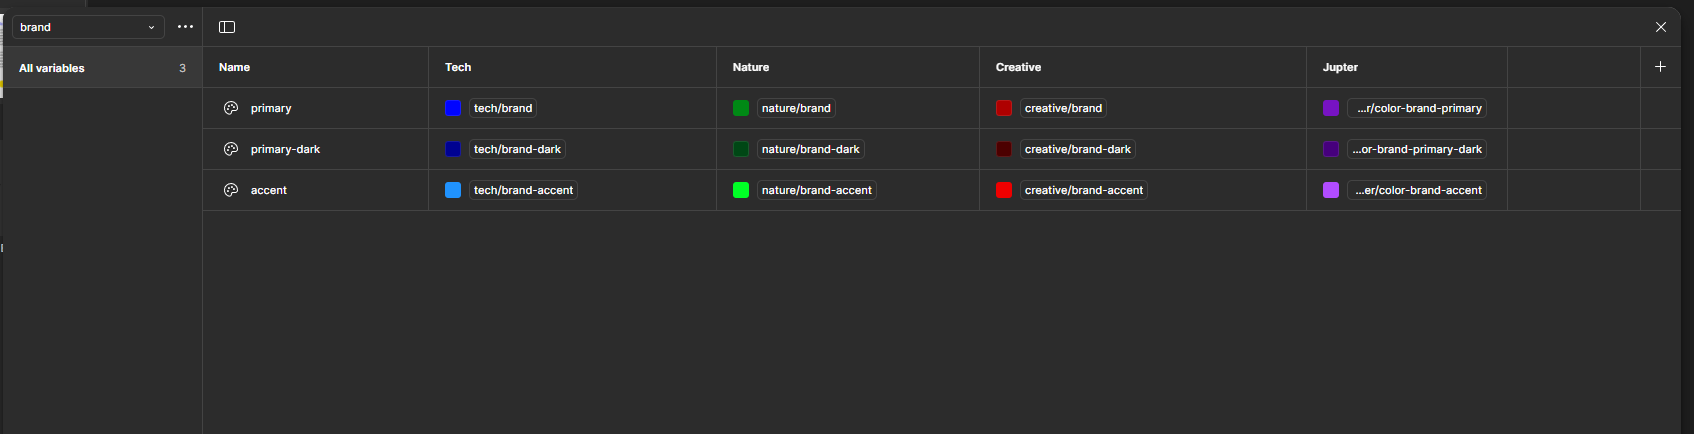 brand
All variables 3
Name Tech Nature Creative Jupter
primary tech/brand nature/brand creative/brand ...r/color-brand-primary
primary-dark tech/brand-dark nature/brand-dark creative/brand-dark ...or-brand-primary-dark
accent tech/brand-accent nature/brand-accent creative/brand-accent ...er/color-brand-accent